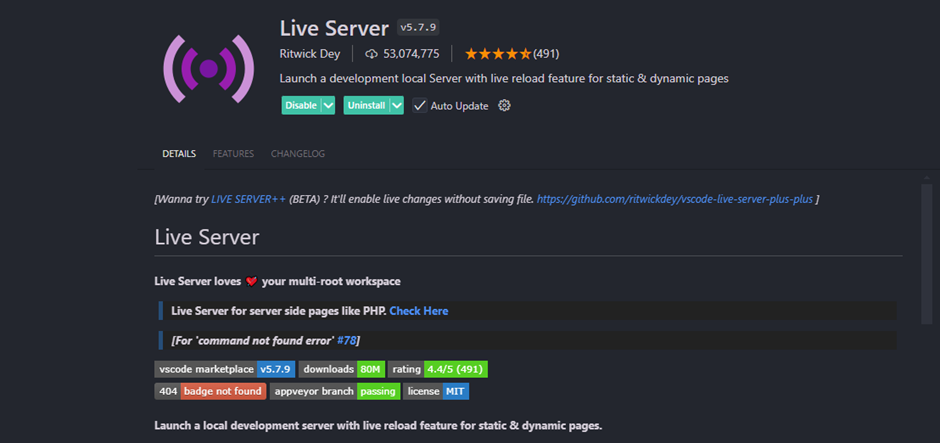 Live Server v5.7.9
Ritwick Dey 53,074,775 (491)
Launch a development local Server with live reload feature for static & dynamic pages
Disable Uninstall Auto Update
DETAILS FEATURES CHANGELOG
[Wanna try LIVE SERVER++ (BETA) ? It'll enable live changes without saving file. https://github.com/ritwickdey/vscode-live-server-plus-plus ]
Live Server
Live Server loves ❤️ your multi-root workspace
Live Server for server side pages like PHP. Check Here
[For 'command not found error' #78]
vscode marketplace v5.7.9 downloads 80M rating 4.4/5 (491)
404 badge not found appveyor branch passing license MIT
Launch a local development server with live reload feature for static & dynamic pages.